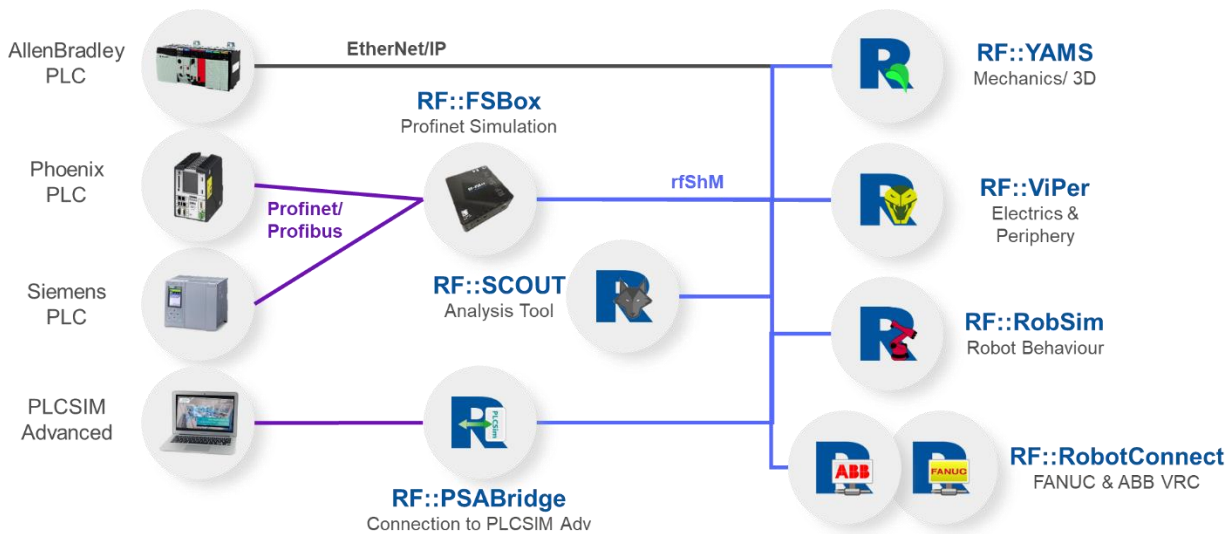 AllenBradley
PLC
EtherNet/IP
RF::YAMS
Mechanics/ 3D
RF::FSBox
Profinet Simulation
Phoenix
PLC
Profinet/
Profibus
rfShM
RF::ViPer
Electrics &
Periphery
RF::SCOUT
Analysis Tool
Siemens
PLC
RF::RobSim
Robot Behaviour
PLCSIM
Advanced
PLCSim
RF::PSABridge
Connection to PLCSIM Adv
ABB
FANUC
RF::RobotConnect
FANUC & ABB VRC